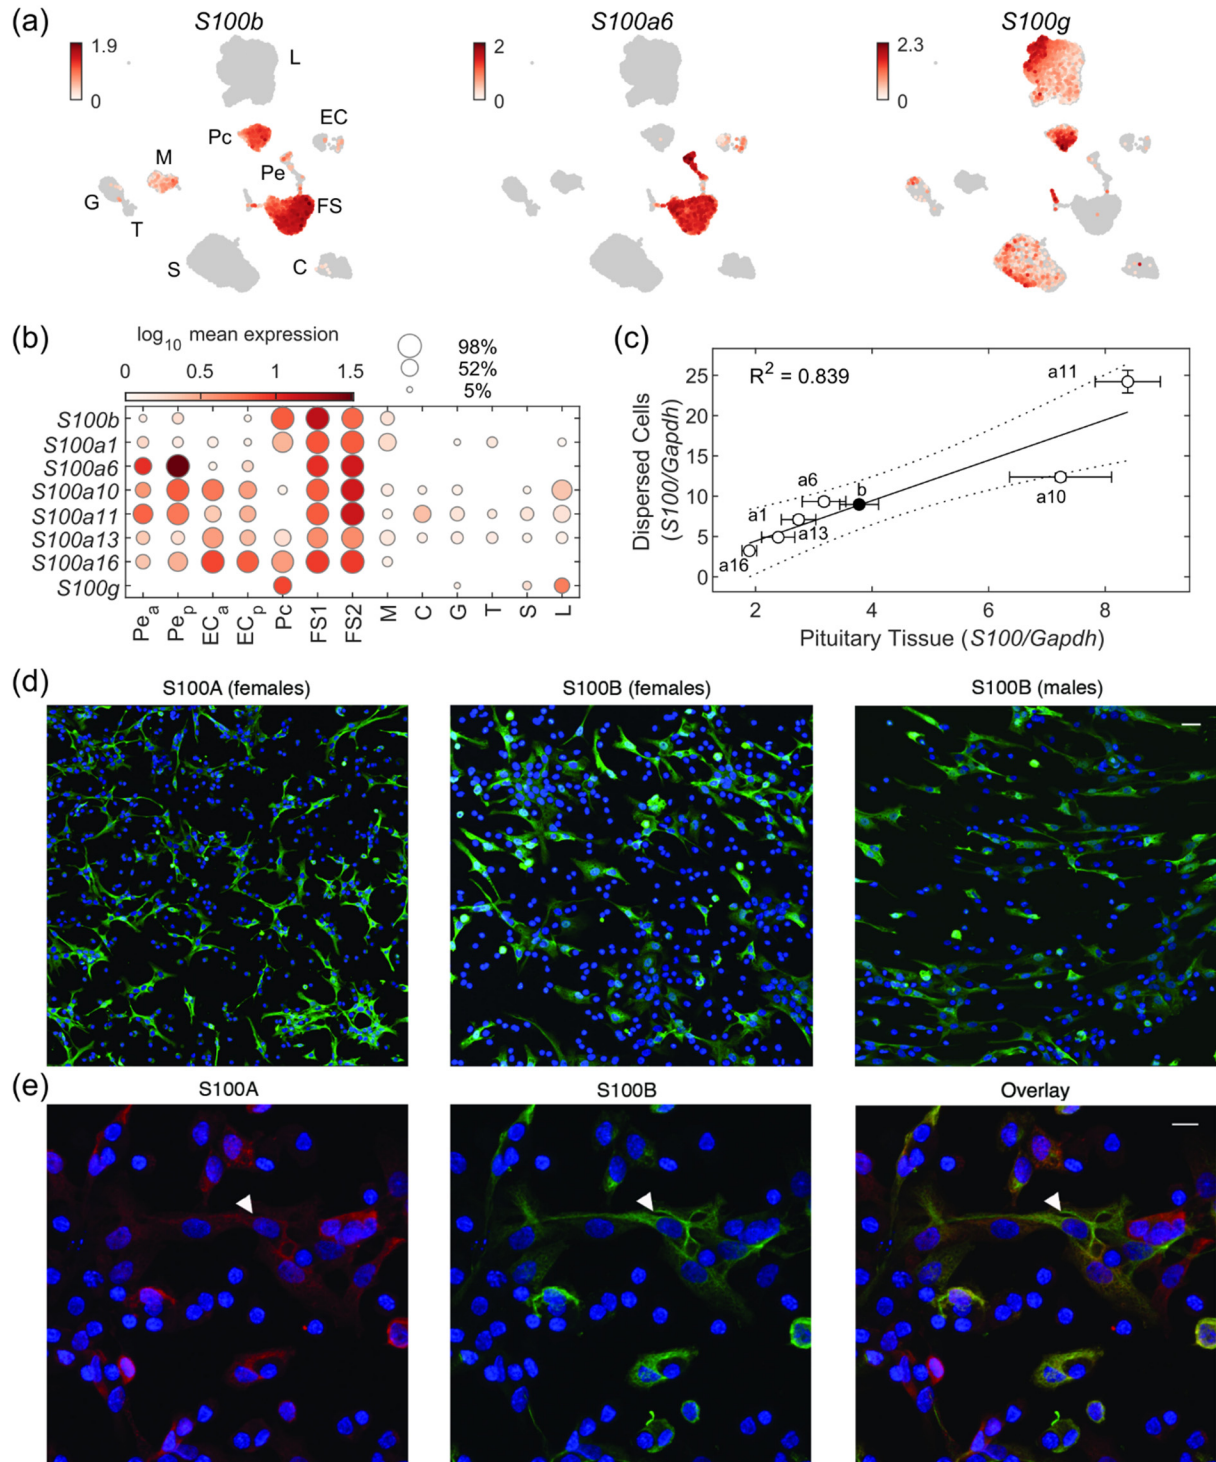 (a)
S100b
S100a6
S100g
1.9
0
2
0
2.3
0
L
EC
Pc
M
Pe
G
FS
T
S
C
(b)
log10 mean expression
0 0.5 1 1.5
98%
52%
5%
S100b
S100a1
S100a6
S100a10
S100a11
S100a13
S100a16
S100g
Pea Pep ECa ECp Pc FS1 FS2 M C G T S L
(c)
R2 = 0.839
Dispersed Cells
(S100/Gapdh)
25
20
15
10
5
0
a11
a6
b
a10
a1
a13
a16
2 4 6 8
Pituitary Tissue (S100/Gapdh)
(d)
S100A (females)
S100B (females)
S100B (males)
(e)
S100A
S100B
Overlay